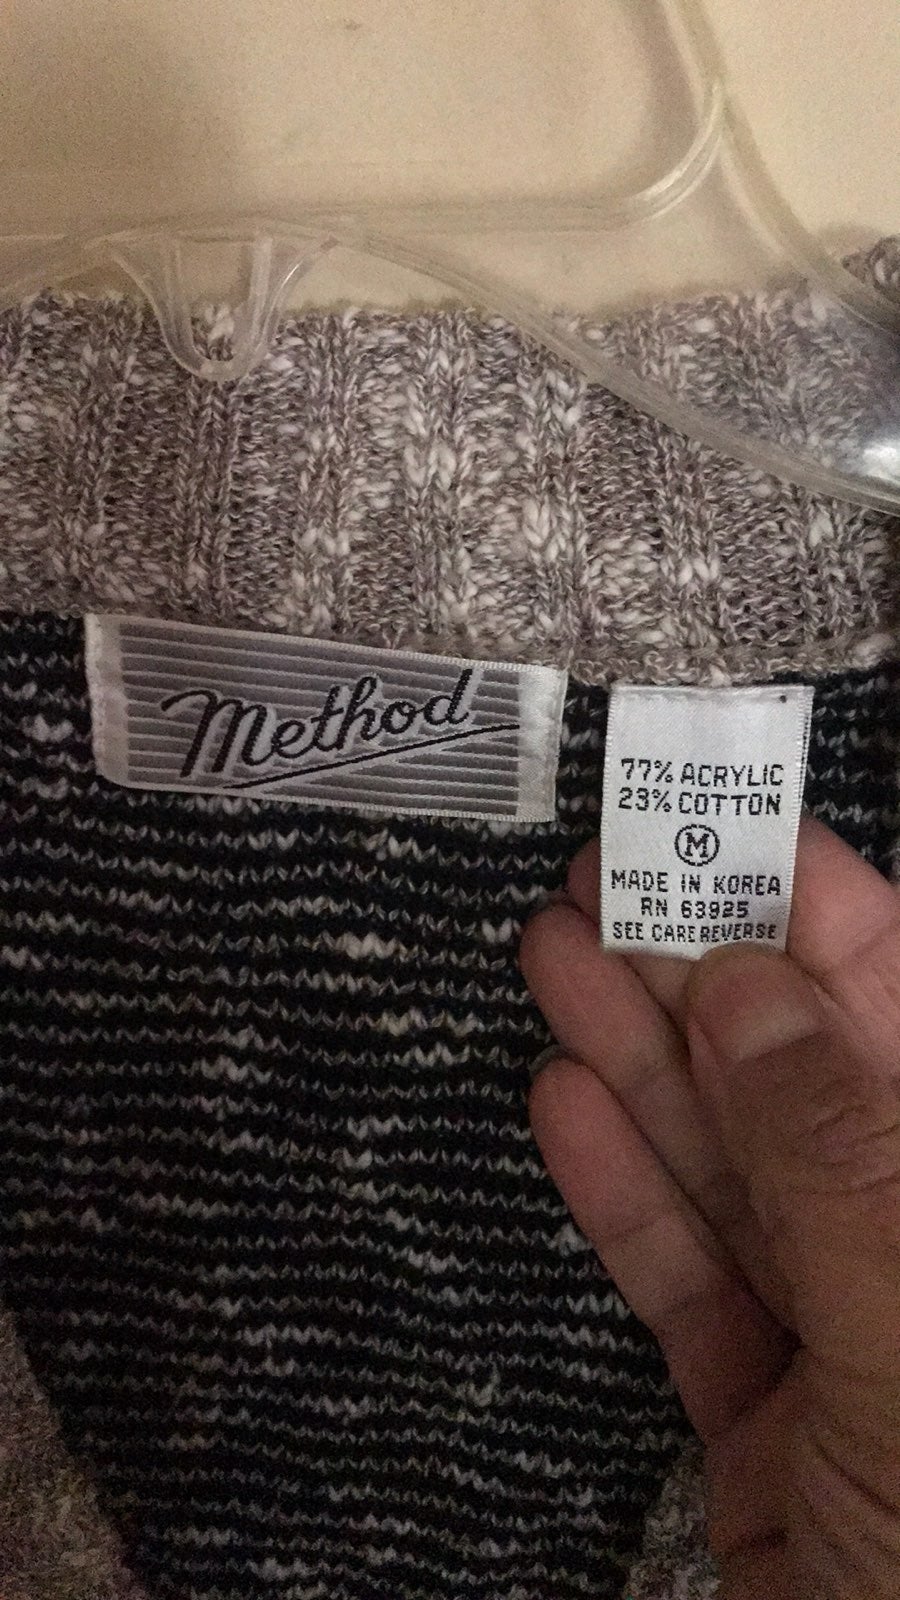 Method
77% ACRYLIC
23% COTTON
M
MADE IN KOREA
RN 63925
SEE CARE REVERSE